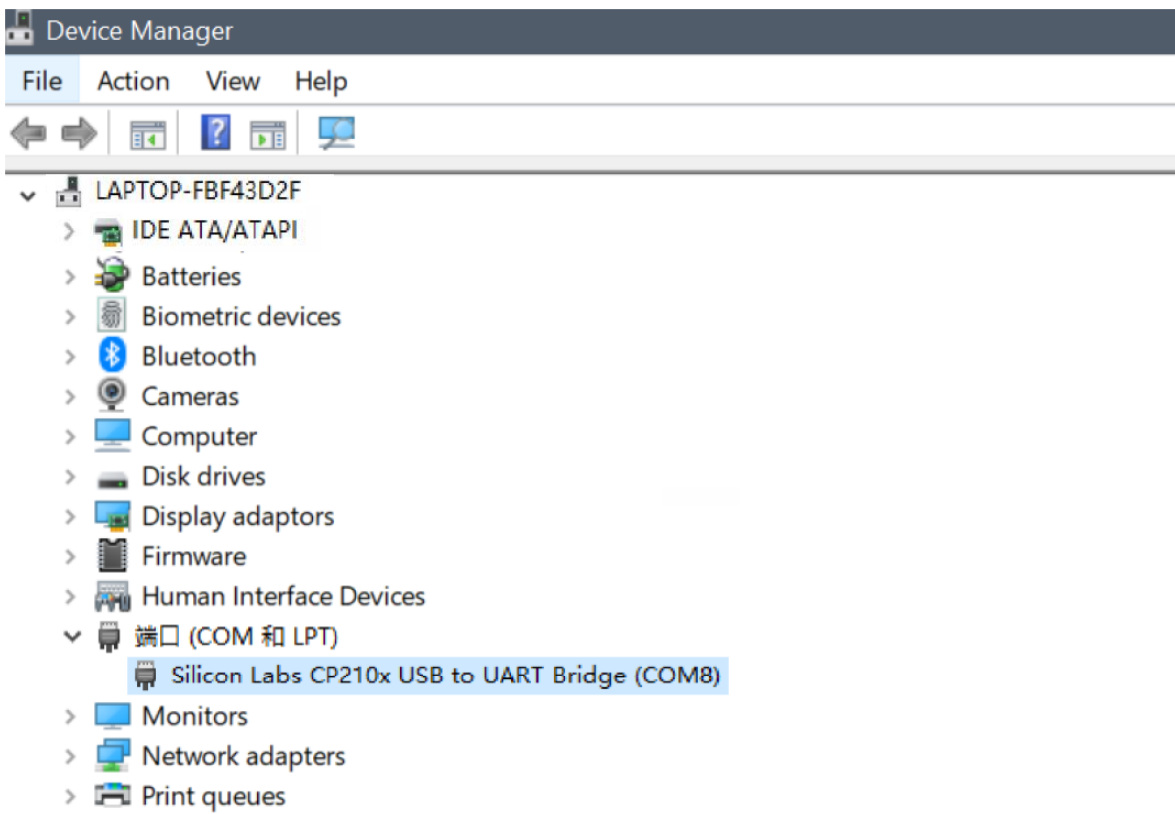 Device Manager
File Action View Help
LAPTOP-FBF43D2F
IDE ATA/ATAPI
Batteries
Biometric devices
Bluetooth
Cameras
Computer
Disk drives
Display adaptors
Firmware
Human Interface Devices
端口 (COM 和 LPT)
Silicon Labs CP210x USB to UART Bridge (COM8)
Monitors
Network adapters
Print queues